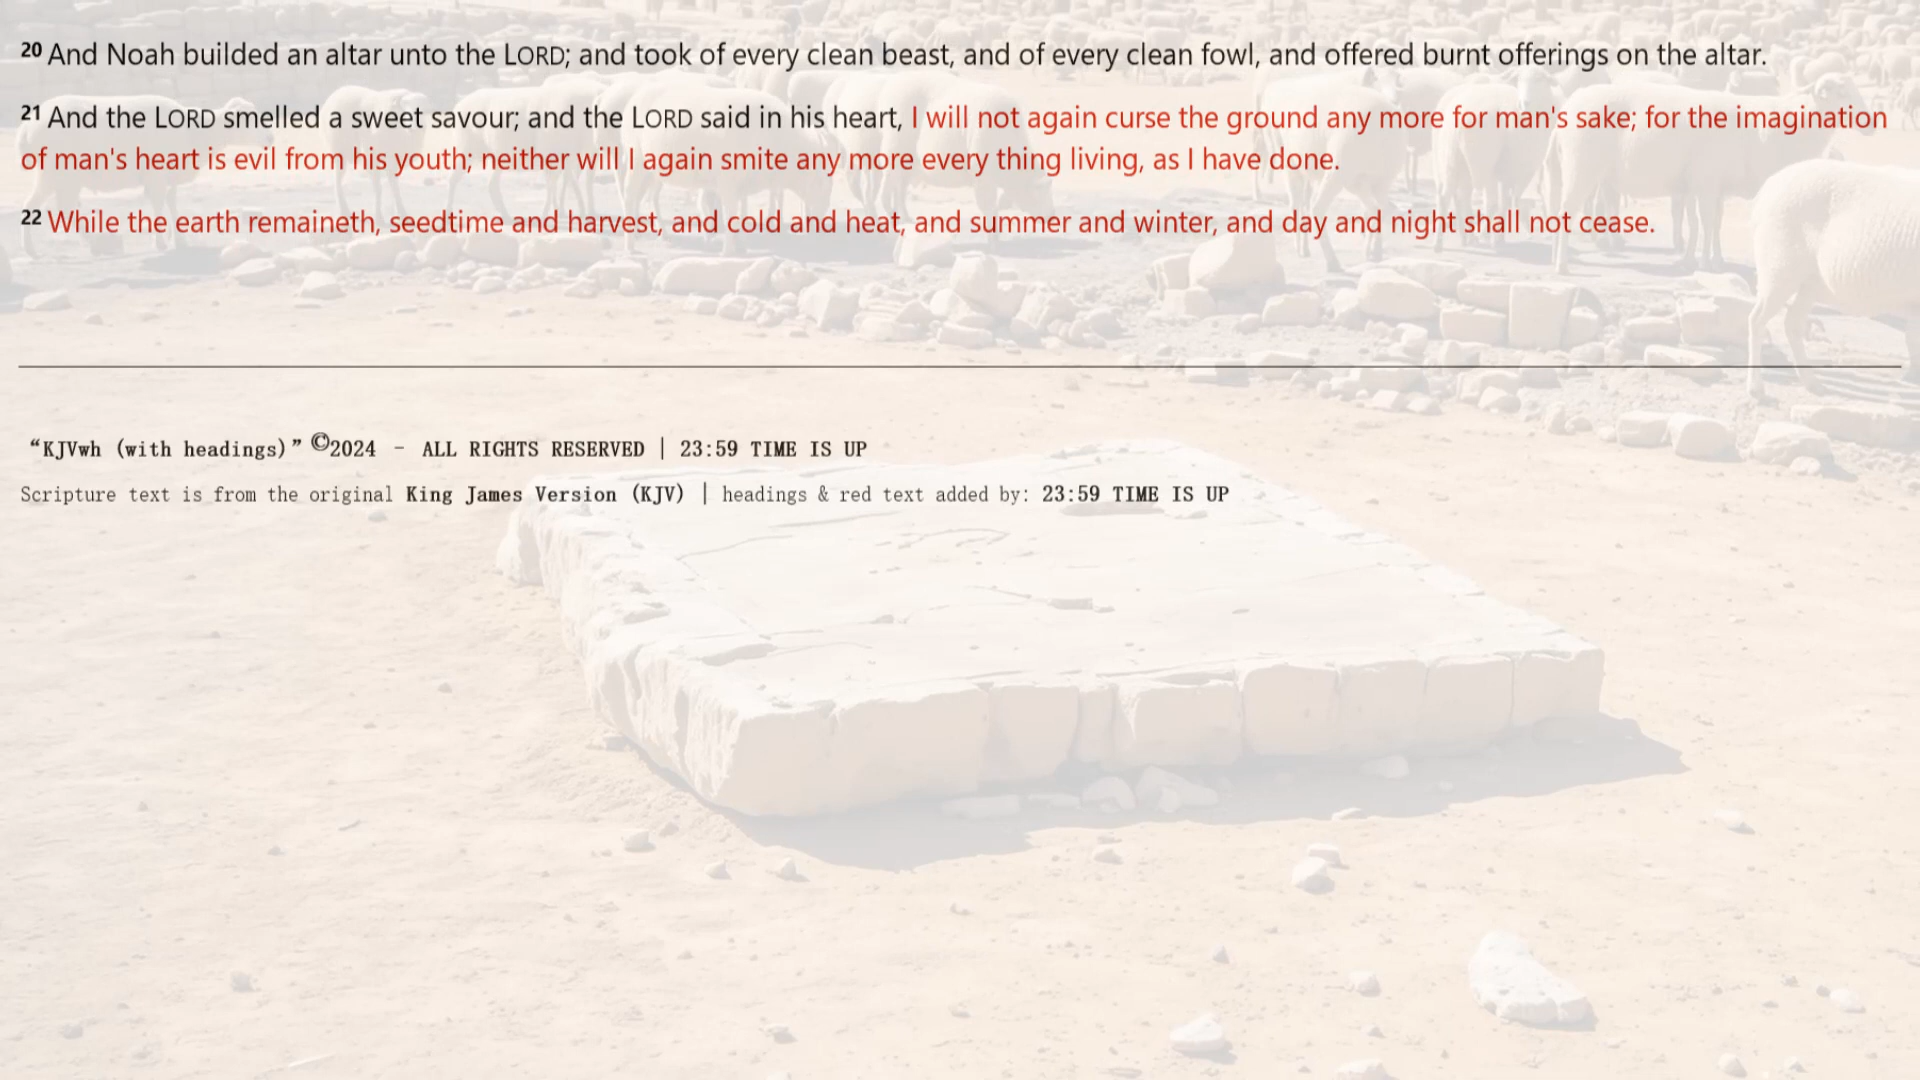 20 And Noah builded an altar unto the LORD; and took of every clean beast, and of every clean fowl, and offered burnt offerings on the altar.
21 And the LORD smelled a sweet savour; and the LORD said in his heart, I will not again curse the ground any more for man's sake; for the imagination
of man's heart is evil from his youth; neither will I again smite any more every thing living, as I have done.
22 While the earth remaineth, seedtime and harvest, and cold and heat, and summer and winter, and day and night shall not cease.
“KJVwh (with headings)” ©2024 – ALL RIGHTS RESERVED | 23:59 TIME IS UP
Scripture text is from the original King James Version (KJV) | headings & red text added by: 23:59 TIME IS UP